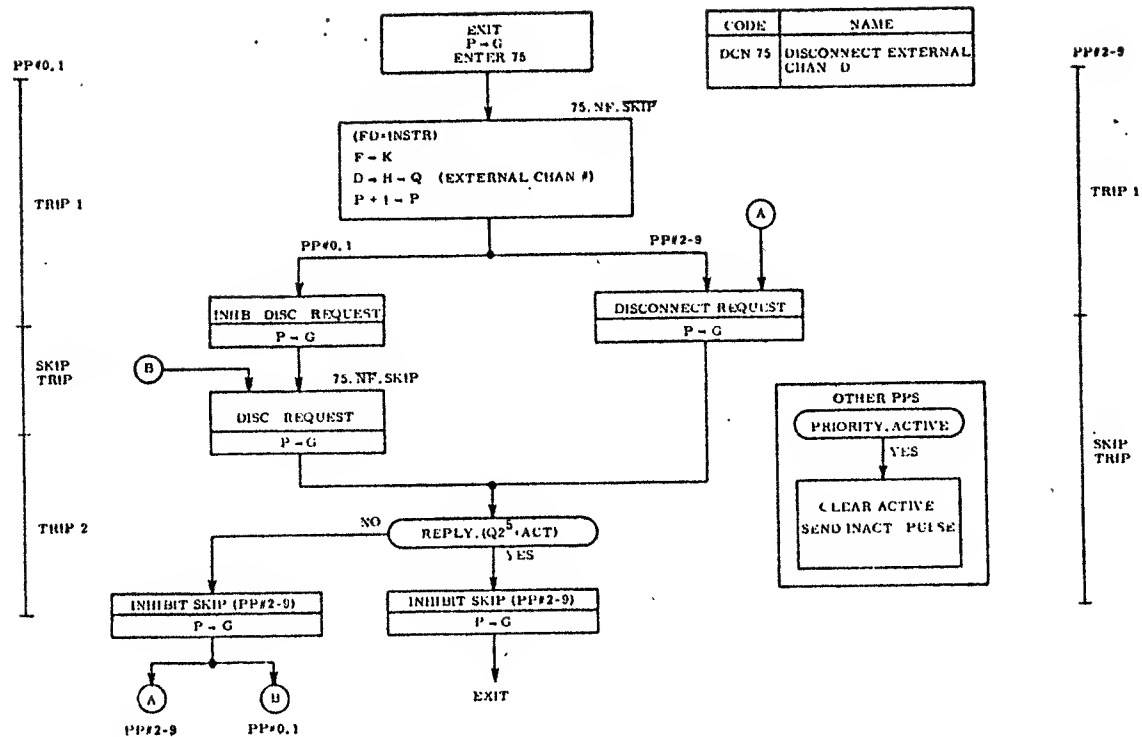 EXIT
P → G
ENTER 75
CODE NAME
DCN 75 DISCONNECT EXTERNAL
CHAN D
PP#0,1
PP#2-9
75.NF.S̅K̅I̅P̅
(FD=INSTR)
F → K
D → H → Q (EXTERNAL CHAN #)
P + 1 → P
TRIP 1
TRIP 1
A
PP#0,1
PP#2-9
INHB DISC REQUEST
P → G
DISCONNECT REQUEST
P → G
SKIP
TRIP
B
75.N̅F̅.SKIP
DISC REQUEST
P → G
OTHER PPS
PRIORITY.ACTIVE
YES
CLEAR ACTIVE
SEND INACT PULSE
SKIP
TRIP
TRIP 2
NO
REPLY.(Q2⁵+ACT)
YES
INHIBIT SKIP (PP#2-9)
P → G
INHIBIT SKIP (PP#2-9)
P → G
A
B
EXIT
PP#2-9
PP#0,1